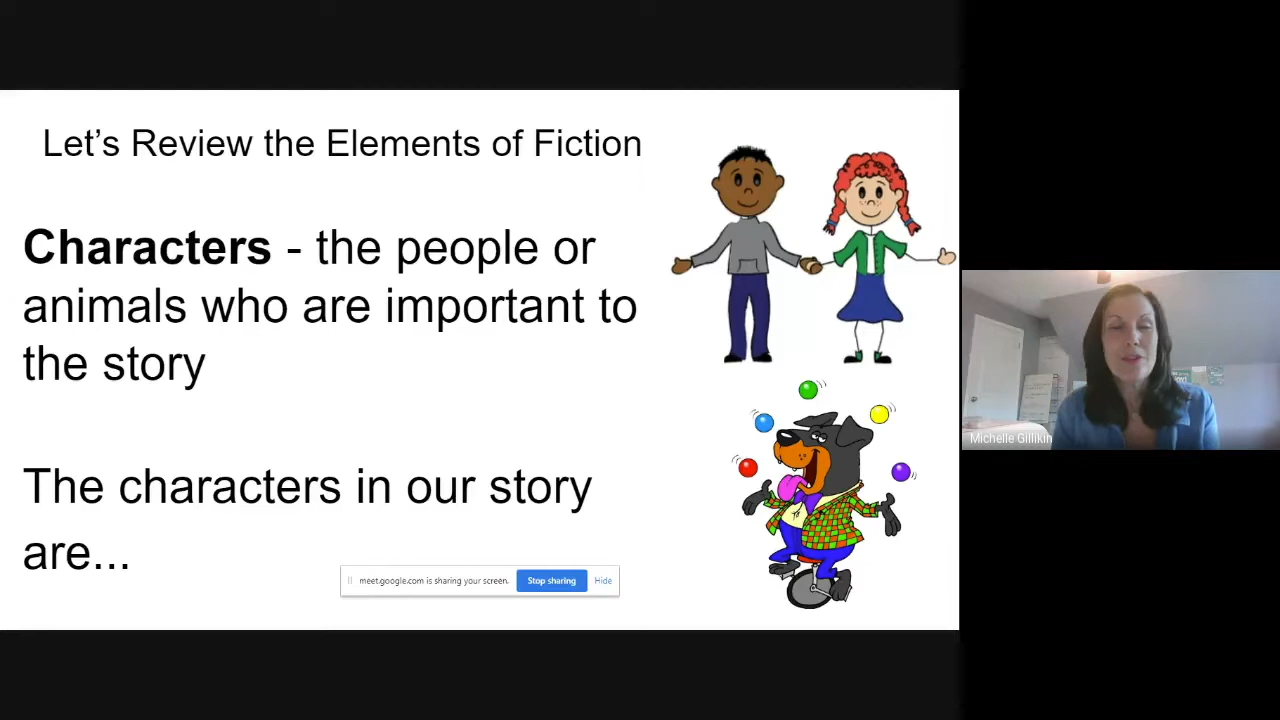 Let’s Review the Elements of Fiction
Characters - the people or
animals who are important to
the story
The characters in our story
are...
meet.google.com is sharing your screen.
Stop sharing
Hide
Michelle Gillikin